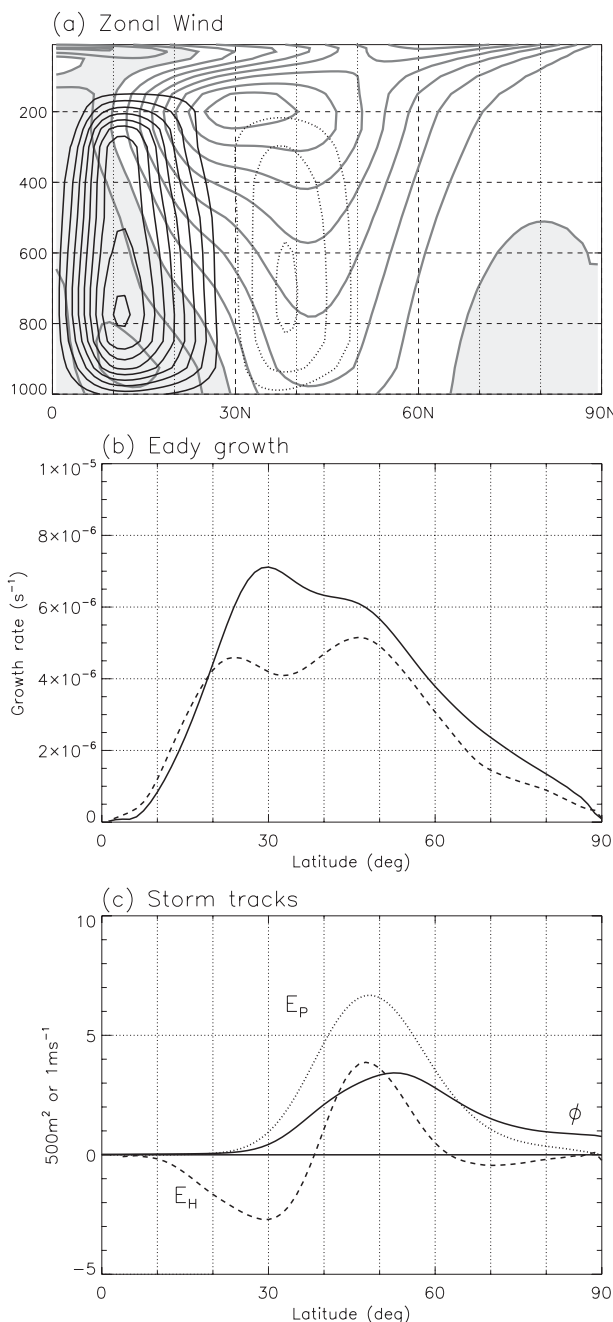 (a) Zonal Wind
200
400
600
800
1000
0 30N 60N 90N
(b) Eady growth
1×10⁻⁵
8×10⁻⁶
6×10⁻⁶
4×10⁻⁶
2×10⁻⁶
0
Growth rate (s⁻¹)
0 30 60 90
Latitude (deg)
(c) Storm tracks
10
5
0
−5
500m² or 1ms⁻¹
E_P
E_H
ϕ
0 30 60 90
Latitude (deg)